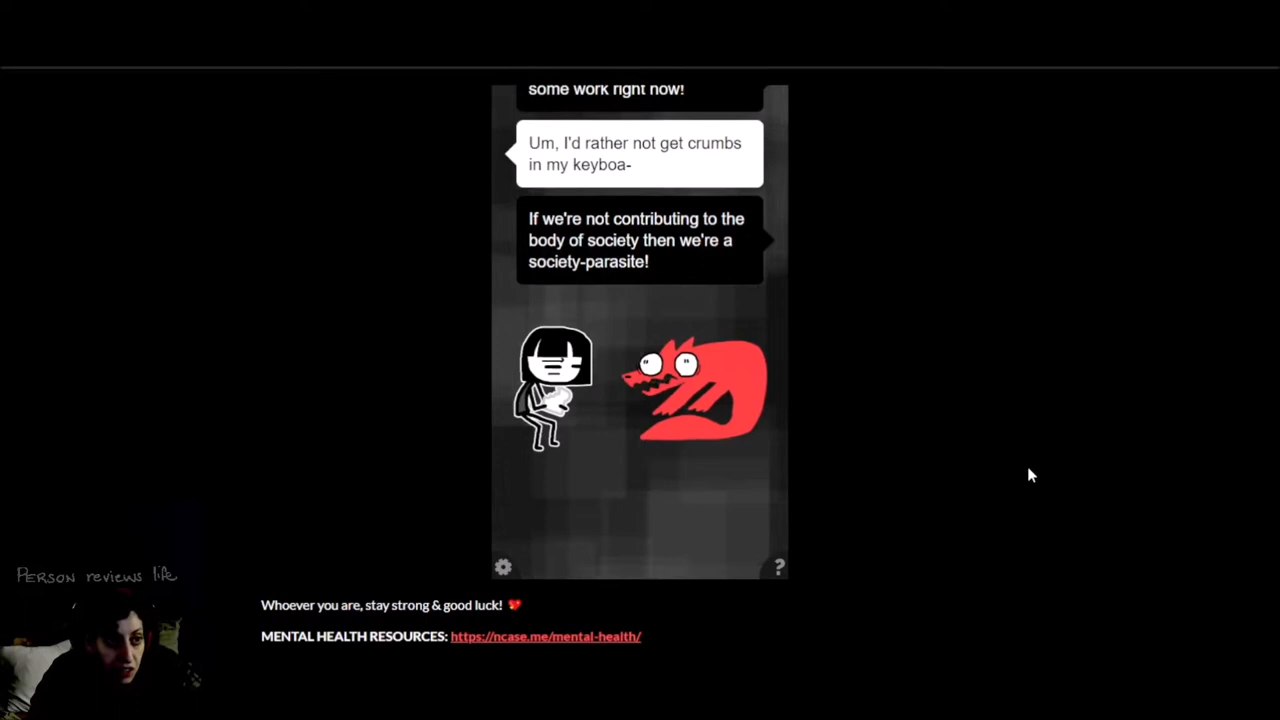 some work right now!
Um, I'd rather not get crumbs
in my keyboa-
If we're not contributing to the
body of society then we're a
society-parasite!
?
PERSON reviews life
Whoever you are, stay strong & good luck! 💖
MENTAL HEALTH RESOURCES: https://ncase.me/mental-health/